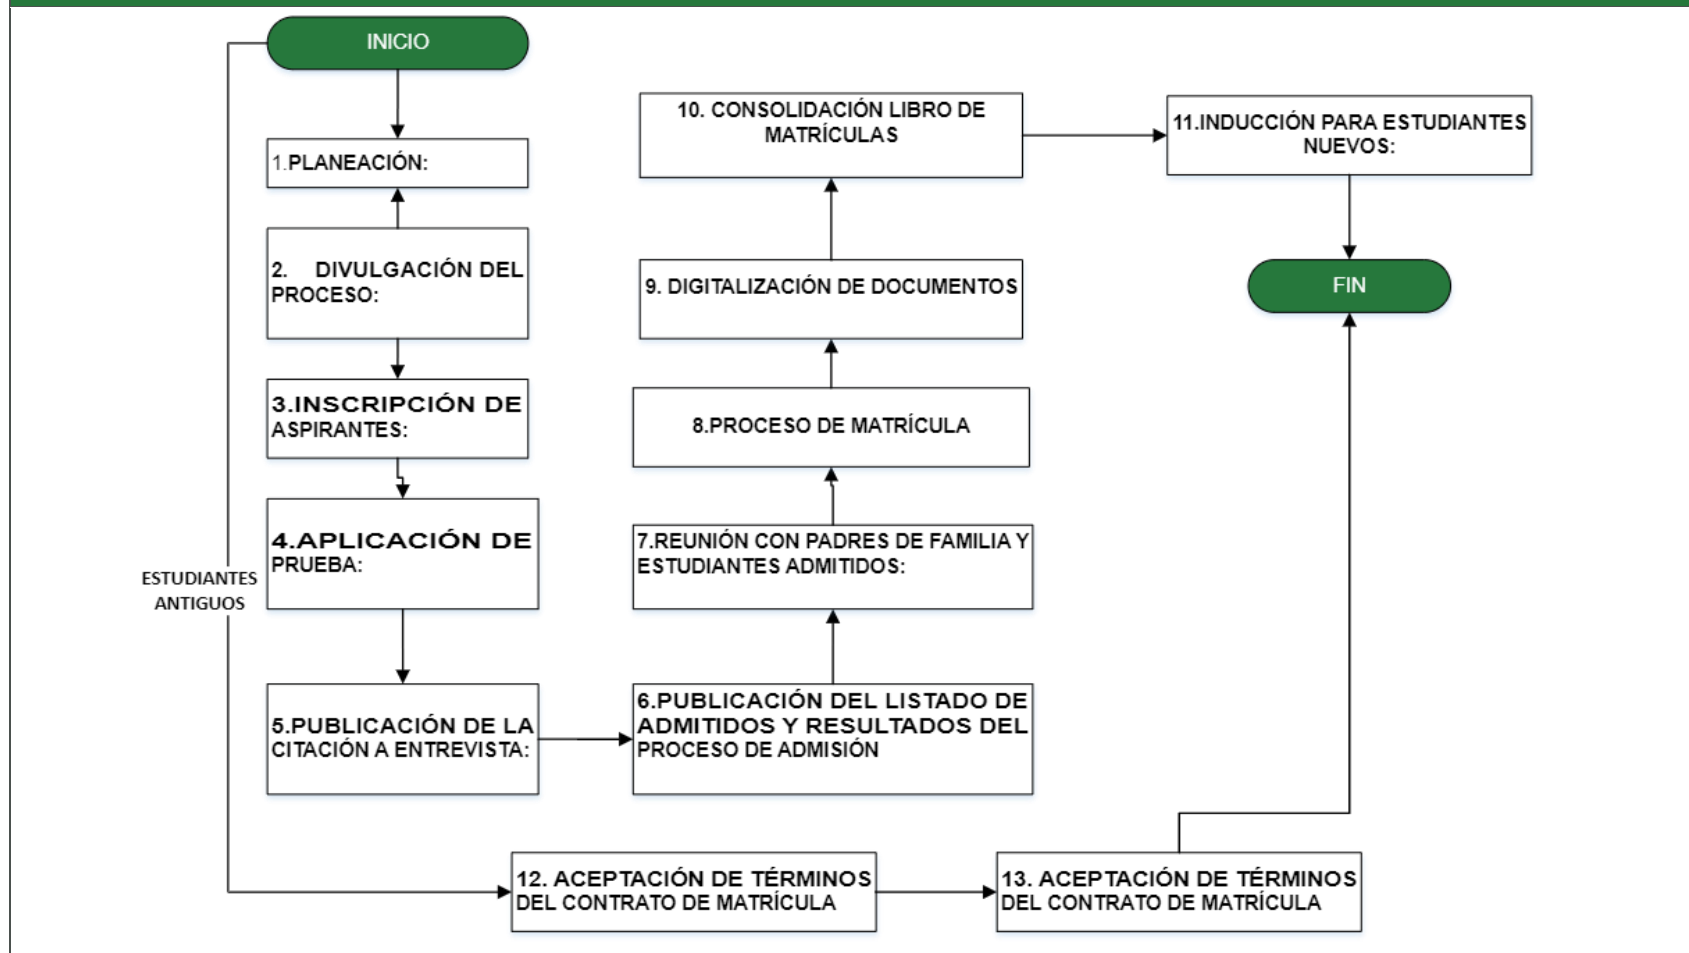 INICIO
1.PLANEACIÓN:
2. DIVULGACIÓN DEL
PROCESO:
3.INSCRIPCIÓN DE
ASPIRANTES:
4.APLICACIÓN DE
PRUEBA:
5.PUBLICACIÓN DE LA
CITACIÓN A ENTREVISTA:
6.PUBLICACIÓN DEL LISTADO DE
ADMITIDOS Y RESULTADOS DEL
PROCESO DE ADMISIÓN
7.REUNIÓN CON PADRES DE FAMILIA Y
ESTUDIANTES ADMITIDOS:
8.PROCESO DE MATRÍCULA
9. DIGITALIZACIÓN DE DOCUMENTOS
10. CONSOLIDACIÓN LIBRO DE
MATRÍCULAS
11.INDUCCIÓN PARA ESTUDIANTES
NUEVOS:
FIN
ESTUDIANTES
ANTIGUOS
12. ACEPTACIÓN DE TÉRMINOS
DEL CONTRATO DE MATRÍCULA
13. ACEPTACIÓN DE TÉRMINOS
DEL CONTRATO DE MATRÍCULA